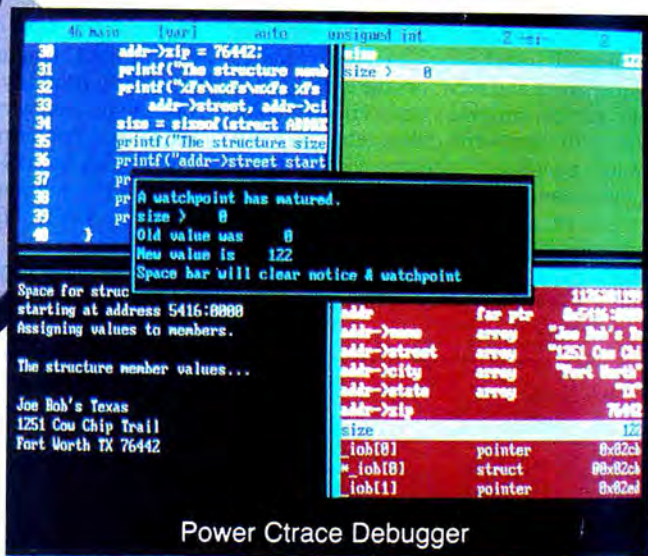 46 main [var] auto unsigned int 2
30 addr->zip = 76442;
31 printf("The structure memb
32 printf("
33 addr->street, addr->ci
34 size = sizeof(struct
35 printf("The structure size
36 printf("addr->street start
37 pr
38 pr
39 pr
40 }
size
122
size > 0
A watchpoint has matured.
size > 0
Old value was 0
New value is 122
Space bar will clear notice & watchpoint
Space for struc
starting at address 5416:0000
Assigning values to members.
The structure member values...
Joe Bob's Texas
1251 Cow Chip Trail
Fort Worth TX 76442
addr far ptr 0x5416:0000
addr->name array "Joe Bob's
addr->street array "1251 Cow Chi
addr->city array "Fort Worth"
addr->state array "TX"
addr->zip 76442
size 122
_iob[0] pointer 0x02cb
*_iob[0] struct
_iob[1] pointer 0x02ed
Power Ctrace Debugger